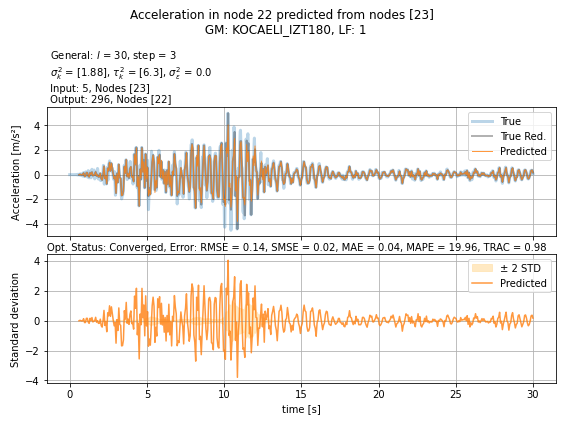 Acceleration in node 22 predicted from nodes [23]
GM: KOCAELI_IZT180, LF: 1
General: l = 30, step = 3
σ²ₖ = [1.88], τ²ₖ = [6.3], σ²ε = 0.0
Input: 5, Nodes [23]
Output: 296, Nodes [22]
Acceleration [m/s²]
4
2
0
−2
−4
True
True Red.
Predicted
Opt. Status: Converged, Error: RMSE = 0.14, SMSE = 0.02, MAE = 0.04, MAPE = 19.96, TRAC = 0.98
Standard deviation
4
2
0
−2
−4
± 2 STD
Predicted
0 5 10 15 20 25 30
time [s]